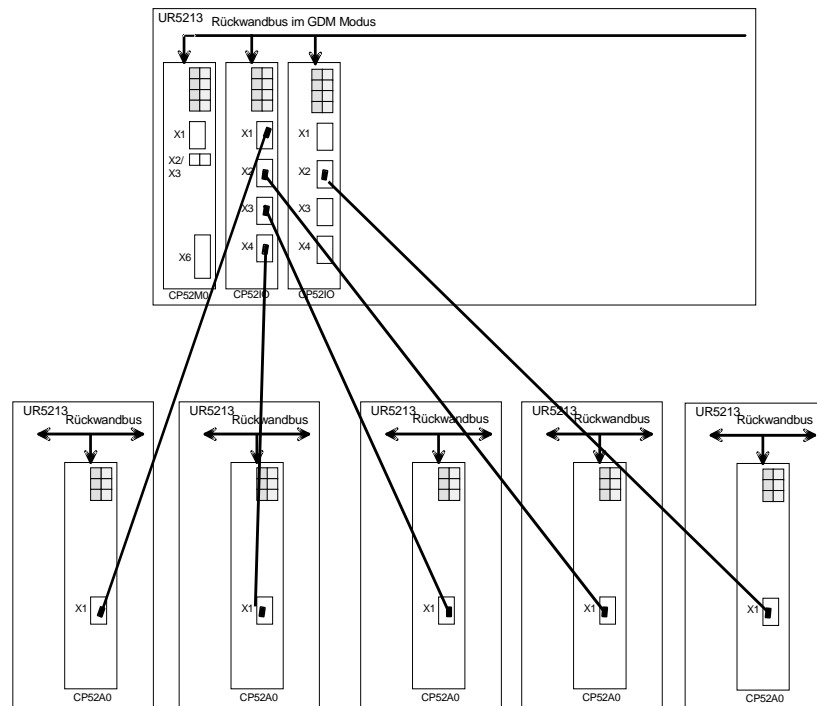 UR5213 Rückwandbus im GDM Modus
X1
X2/
X3
X6
CP52M0
X1
X2
X3
X4
CP52IO
X1
X2
X3
X4
CP52IO
UR5213
Rückwandbus
X1
CP52A0
UR5213
Rückwandbus
X1
CP52A0
UR5213
Rückwandbus
X1
CP52A0
UR5213
Rückwandbus
X1
CP52A0
UR5213
Rückwandbus
X1
CP52A0